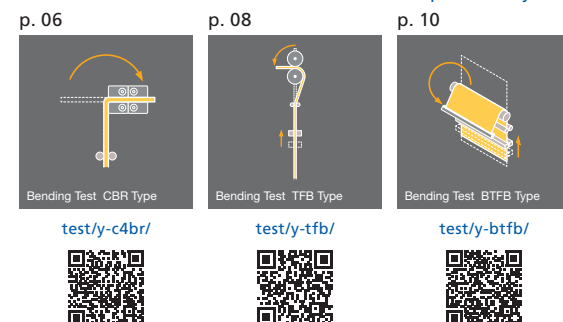 p. 06
p. 08
p. 10
Bending Test CBR Type
Bending Test TFB Type
Bending Test BTFB Type
test/y-c4br/
test/y-tfb/
test/y-btfb/